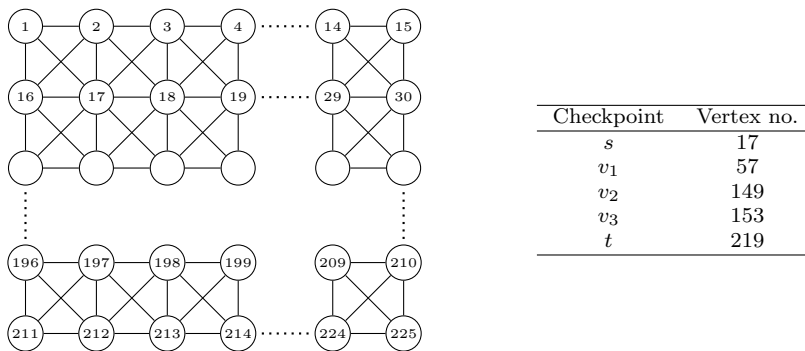 1 2 3 4 14 15
16 17 18 19 29 30
196 197 198 199 209 210
211 212 213 214 224 225
Checkpoint Vertex no.
s 17
v1 57
v2 149
v3 153
t 219